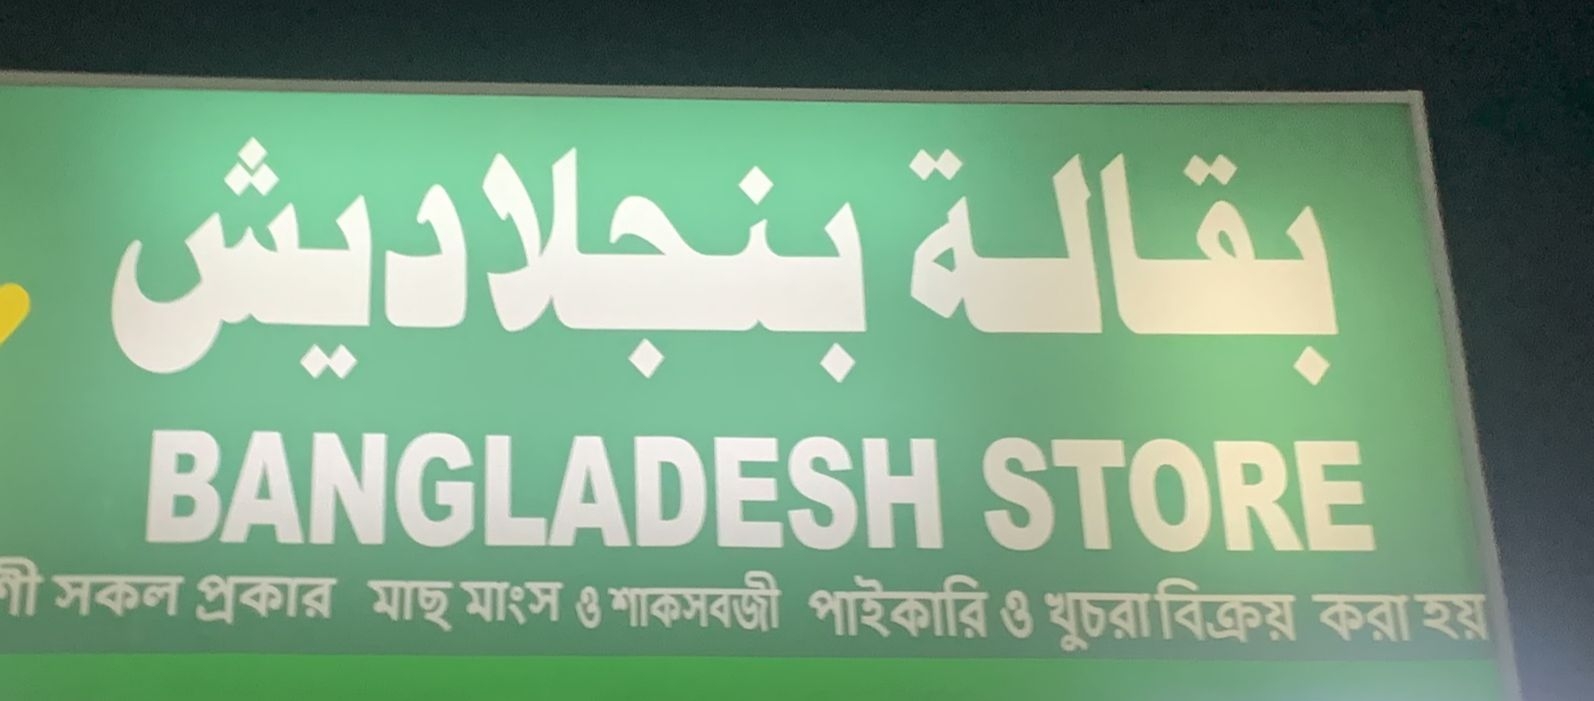 بقالة بنجلاديش
BANGLADESH STORE
সকল প্রকার মাছ মাংস ও শাকসবজী পাইকারি ও খুচরা বিক্রয় করা হয়